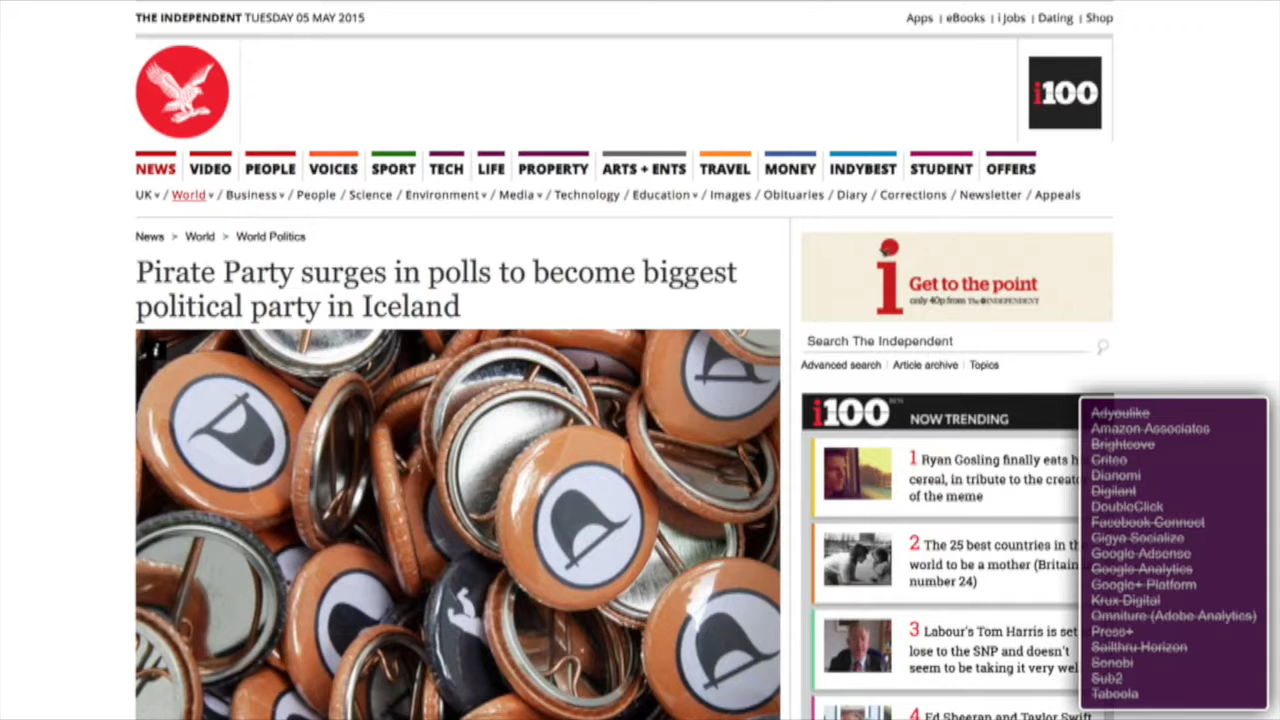 THE INDEPENDENT TUESDAY 05 MAY 2015
Apps | eBooks | i Jobs | Dating | Shop
i100
NEWS VIDEO PEOPLE VOICES SPORT TECH LIFE PROPERTY ARTS + ENTS TRAVEL MONEY INDYBEST STUDENT OFFERS
UK / World / Business / People / Science / Environment / Media / Technology / Education / Images / Obituaries / Diary / Corrections / Newsletter / Appeals
News > World > World Politics
Pirate Party surges in polls to become biggest
political party in Iceland
i
Get to the point
only 40p from THE INDEPENDENT
Search The Independent
Advanced search | Article archive | Topics
i100 BETA NOW TRENDING
1 Ryan Gosling finally eats h
cereal, in tribute to the creato
of the meme
2 The 25 best countries in th
world to be a mother (Britain
number 24)
3 Labour's Tom Harris is set
lose to the SNP and doesn't
seem to be taking it very wel
4 Ed Sheeran and Taylor Swift
Adyoulike
Amazon Associates
Brightcove
Criteo
Dianomi
Digilant
DoubleClick
Facebook Connect
Gigya Socialize
Google Adsense
Google Analytics
Google+ Platform
Krux Digital
Omniture (Adobe Analytics)
Press+
Sailthru Horizon
Sonobi
Sub2
Taboola